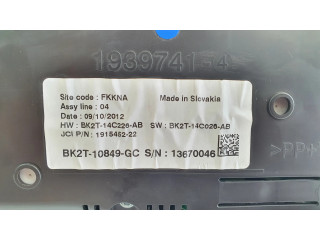 1939741-4
Site code : FKKNA Made in Slovakia
Assy line : 04
Date : 09/10/2012
HW: BK2T-14C226-AB SW : BK2T-14C026-AB
JCI P/N : 1915452-22
BK2T-10849-GC S/N : 13670046